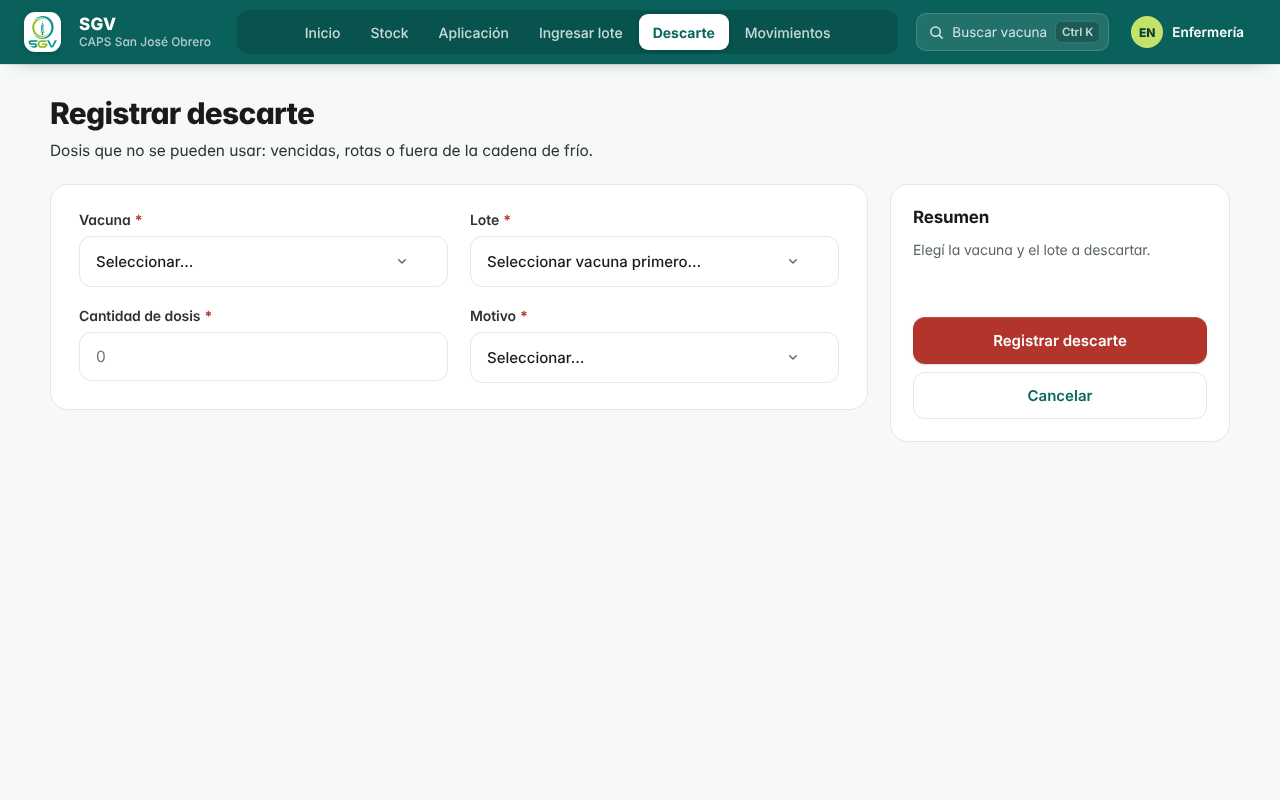 SGV
SGV
CAPS San José Obrero
Inicio
Stock
Aplicación
Ingresar lote
Descarte
Movimientos
Buscar vacuna
Ctrl K
EN
Enfermería
Registrar descarte
Dosis que no se pueden usar: vencidas, rotas o fuera de la cadena de frío.
Vacuna *
Seleccionar...
Lote *
Seleccionar vacuna primero...
Cantidad de dosis *
0
Motivo *
Seleccionar...
Resumen
Elegí la vacuna y el lote a descartar.
Registrar descarte
Cancelar